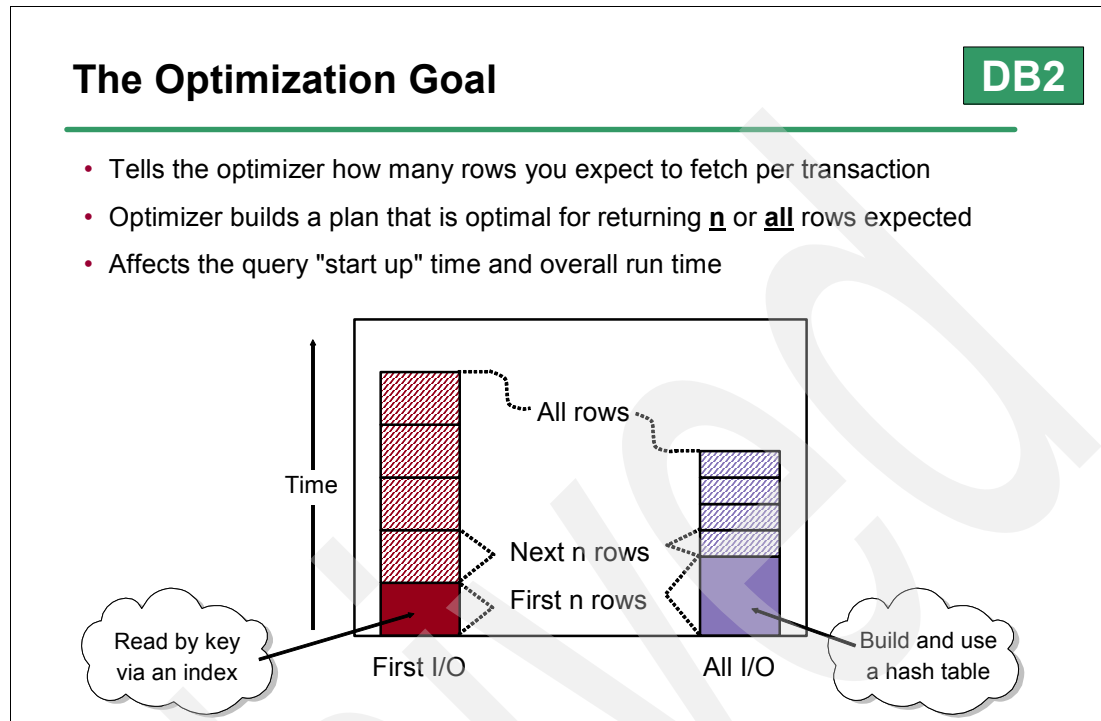 The Optimization Goal
DB2
• Tells the optimizer how many rows you expect to fetch per transaction
• Optimizer builds a plan that is optimal for returning n or all rows expected
• Affects the query "start up" time and overall run time
All rows
Time
Next n rows
First n rows
Read by key
via an index
First I/O
All I/O
Build and use
a hash table